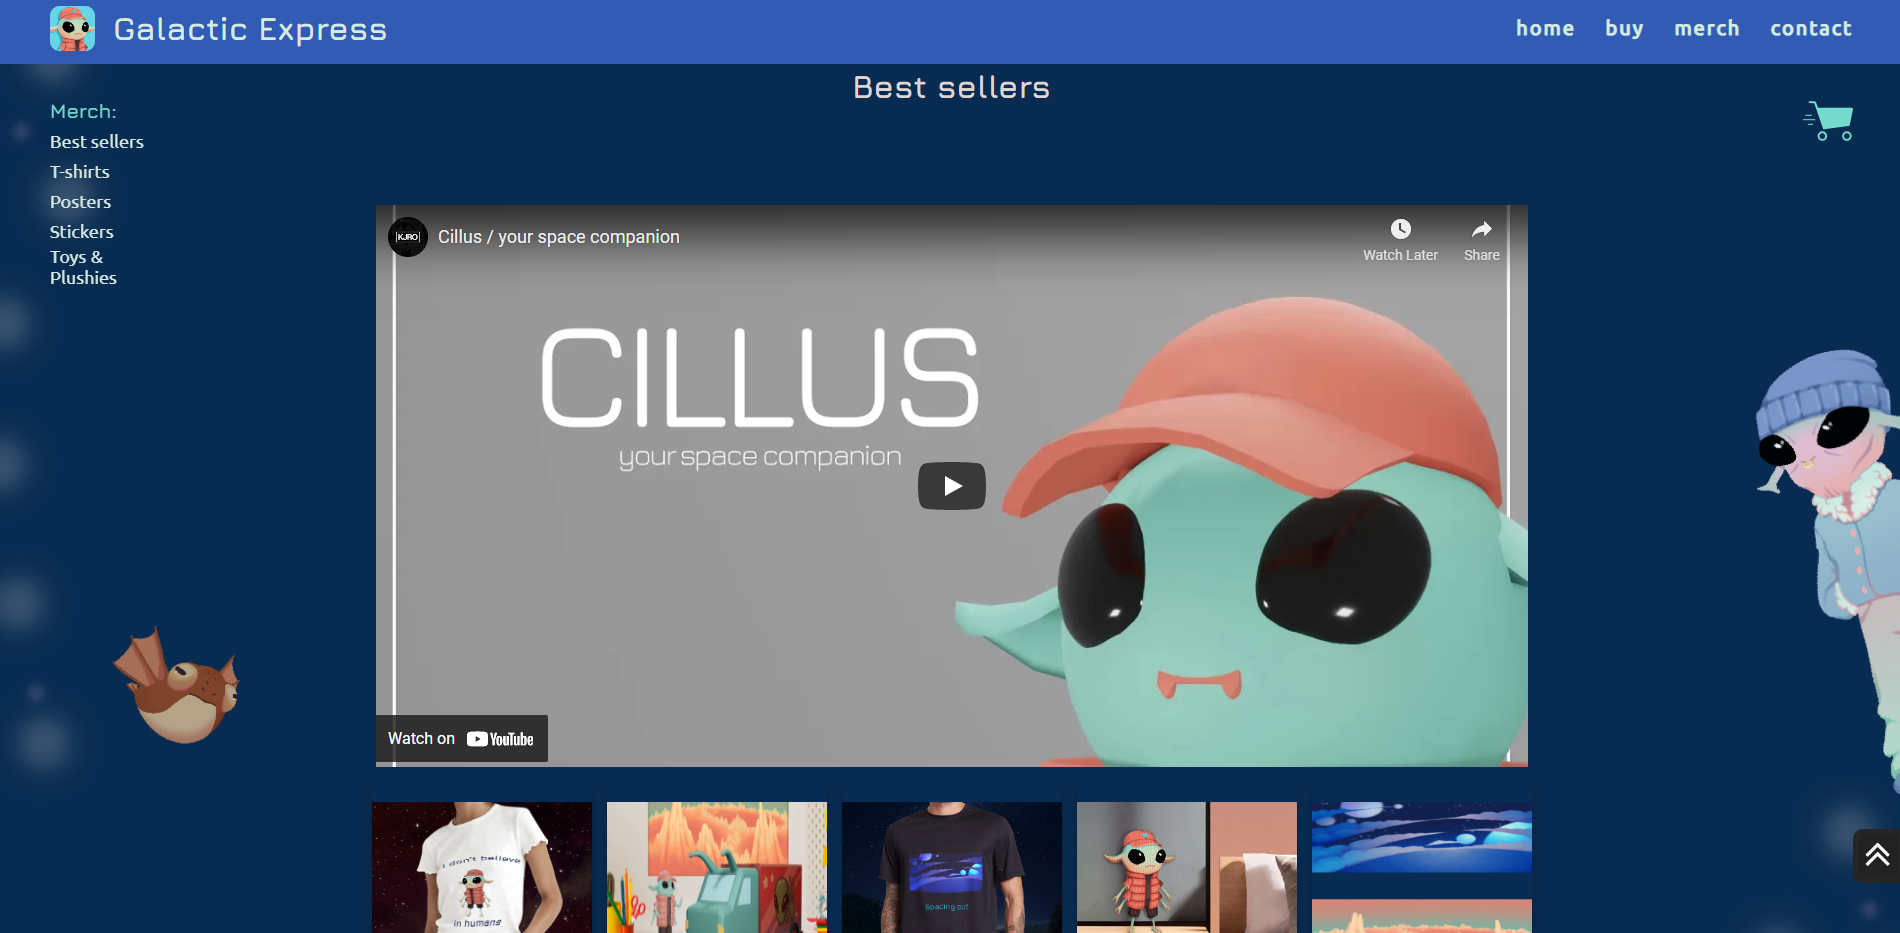 Galactic Express
home buy merch contact
Best sellers
Merch:
Best sellers
T-shirts
Posters
Stickers
Toys &
Plushies
KJRO
Cillus / your space companion
Watch Later
Share
CILLUS
your space companion
Watch on YouTube
I don't believe
in humans
Spacing out